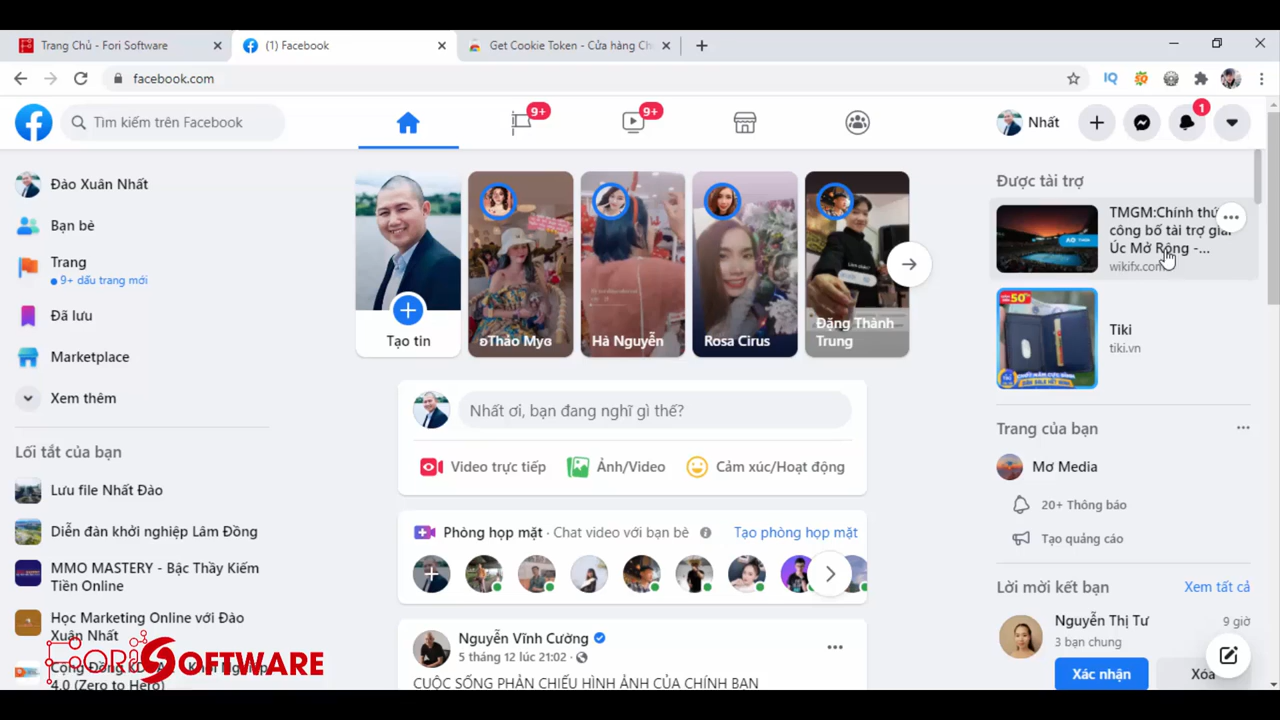 Trang Chủ - Fori Software
(1) Facebook
Get Cookie Token - Cửa hàng Ch
facebook.com
Tìm kiếm trên Facebook
9+
9+
Nhất
1
Đào Xuân Nhất
Bạn bè
Trang
9+ dấu trang mới
Đã lưu
Marketplace
Xem thêm
Lối tắt của bạn
Lưu file Nhất Đào
Diễn đàn khởi nghiệp Lâm Đồng
MMO MASTERY - Bậc Thầy Kiếm
Tiền Online
Học Marketing Online với Đào
Xuân Nhất
4.0 (Zero to Hero)
FORI SOFTWARE
Tạo tin
ʚThảo Myɞ
Hà Nguyễn
Rosa Cirus
Đặng Thành
Trung
Nhất ơi, bạn đang nghĩ gì thế?
Video trực tiếp
Ảnh/Video
Cảm xúc/Hoạt động
Phòng họp mặt · Chat video với bạn bè
Tạo phòng họp mặt
Nguyễn Vĩnh Cường
5 tháng 12 lúc 21:02 ·
CUỘC SỐNG PHẢN CHIẾU HÌNH ẢNH CỦA CHÍNH BẠN
Được tài trợ
TMGM:Chính thứ
công bố tài trợ giải
Úc Mở Rộng -...
wikifx.com
50%
Tiki
tiki.vn
Trang của bạn
Mơ Media
20+ Thông báo
Tạo quảng cáo
Lời mời kết bạn
Xem tất cả
Nguyễn Thị Tư
9 giờ
3 bạn chung
Xác nhận
Xóa